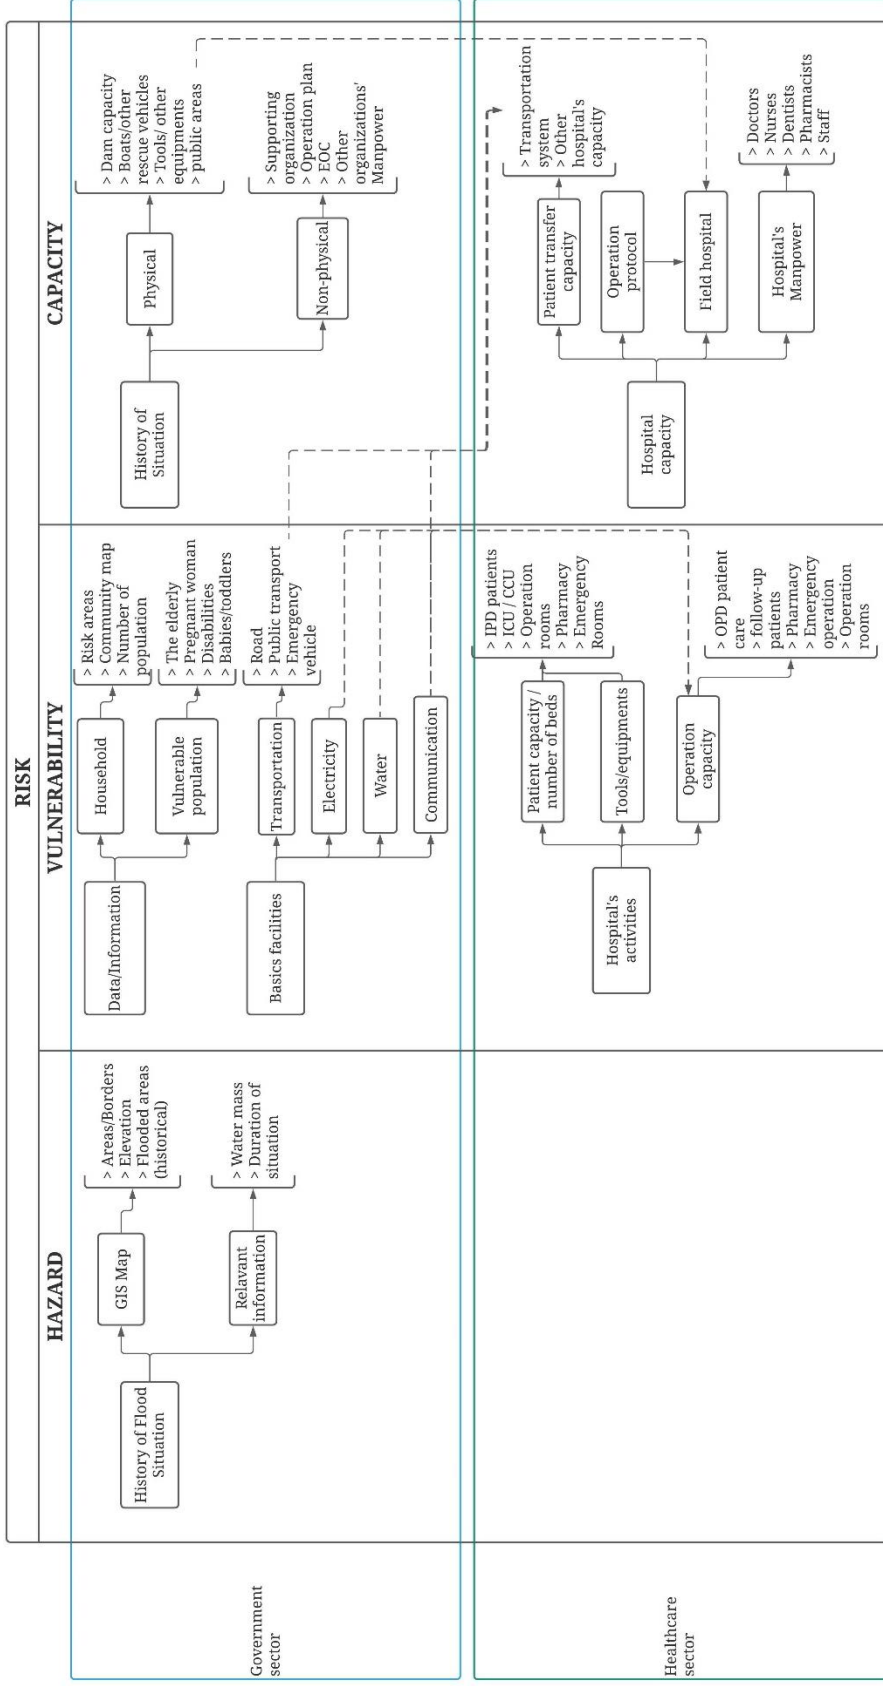 RISK
HAZARD
VULNERABILITY
CAPACITY
Government
sector
History of Flood
Situation
GIS Map
> Areas/Borders
> Elevation
> Flooded areas
(historical)
Relavant
information
> Water mass
> Duration of
situation
Data/Information
Household
> Risk areas
> Community map
> Number of
population
Vulnerable
population
> The elderly
> Pregnant woman
> Disabilities
> Babies/toddlers
Basics facilities
Transportation
> Road
> Public transport
> Emergency
vehicle
Electricity
Water
Communication
History of
Situation
Physical
> Dam capacity
> Boats/other
rescue vehicles
> Tools/ other
equipments
> public areas
Non-physical
> Supporting
organization
> Operation plan
> EOC
> Other
organizations'
Manpower
Healthcare
sector
Hospital's
activities
Patient capacity /
number of beds
Tools/equipments
> IPD patients
> ICU / CCU
> Operation
rooms
> Pharmacy
> Emergency
Rooms
Operation
capacity
> OPD patient
care
> follow-up
patients
> Pharmacy
> Emergency
operation
> Operation
rooms
Hospital
capacity
Patient transfer
capacity
> Transportation
system
> Other
hospital's
capacity
Operation
protocol
Field hospital
Hospital's
Manpower
> Doctors
> Nurses
> Dentists
> Pharmacists
> Staff